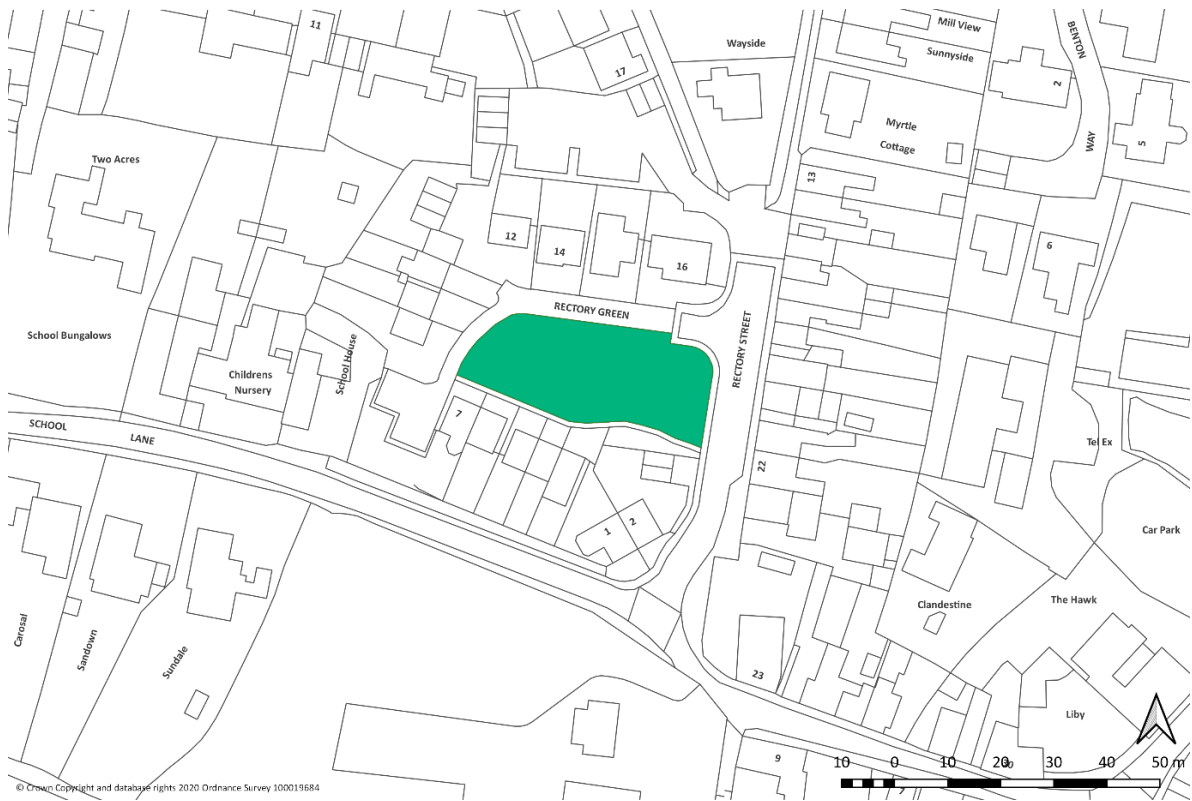 11
17
Wayside
Mill View
Sunnyside
BENTON
2
5
WAY
Myrtle
Cottage
Two Acres
13
12
14
16
6
RECTORY GREEN
RECTORY STREET
School Bungalows
School House
Childrens
Nursery
7
SCHOOL
LANE
Tel Ex
22
Car Park
1
2
Carosal
Sandown
Sundale
Clandestine
The Hawk
23
Liby
9
10 0 10 20 30 40 50 m
© Crown Copyright and database rights 2020 Ordnance Survey 100019684